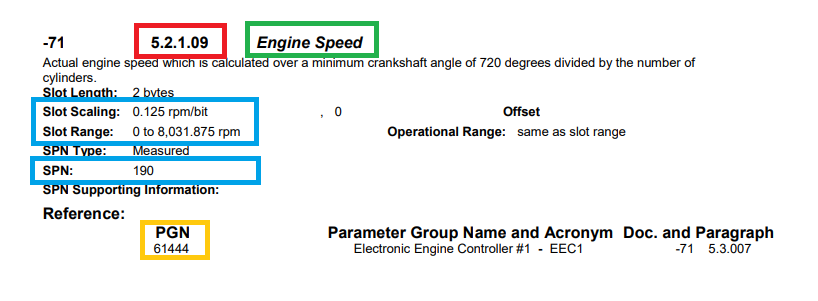 -71 5.2.1.09 Engine Speed
Actual engine speed which is calculated over a minimum crankshaft angle of 720 degrees divided by the number of
cylinders.
Slot Length: 2 bytes
Slot Scaling: 0.125 rpm/bit , 0 Offset
Slot Range: 0 to 8,031.875 rpm Operational Range: same as slot range
SPN Type: Measured
SPN: 190
SPN Supporting Information:
Reference:
PGN Parameter Group Name and Acronym Doc. and Paragraph
61444 Electronic Engine Controller #1 - EEC1 -71 5.3.007